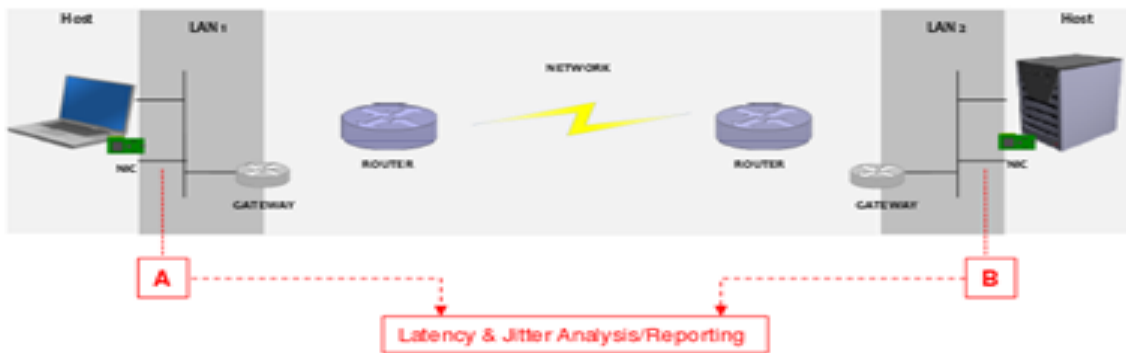 Host
LAN 1
LAN 2
Host
NETWORK
NIC
ROUTER
ROUTER
NIC
GATEWAY
GATEWAY
A
B
Latency & Jitter Analysis/Reporting